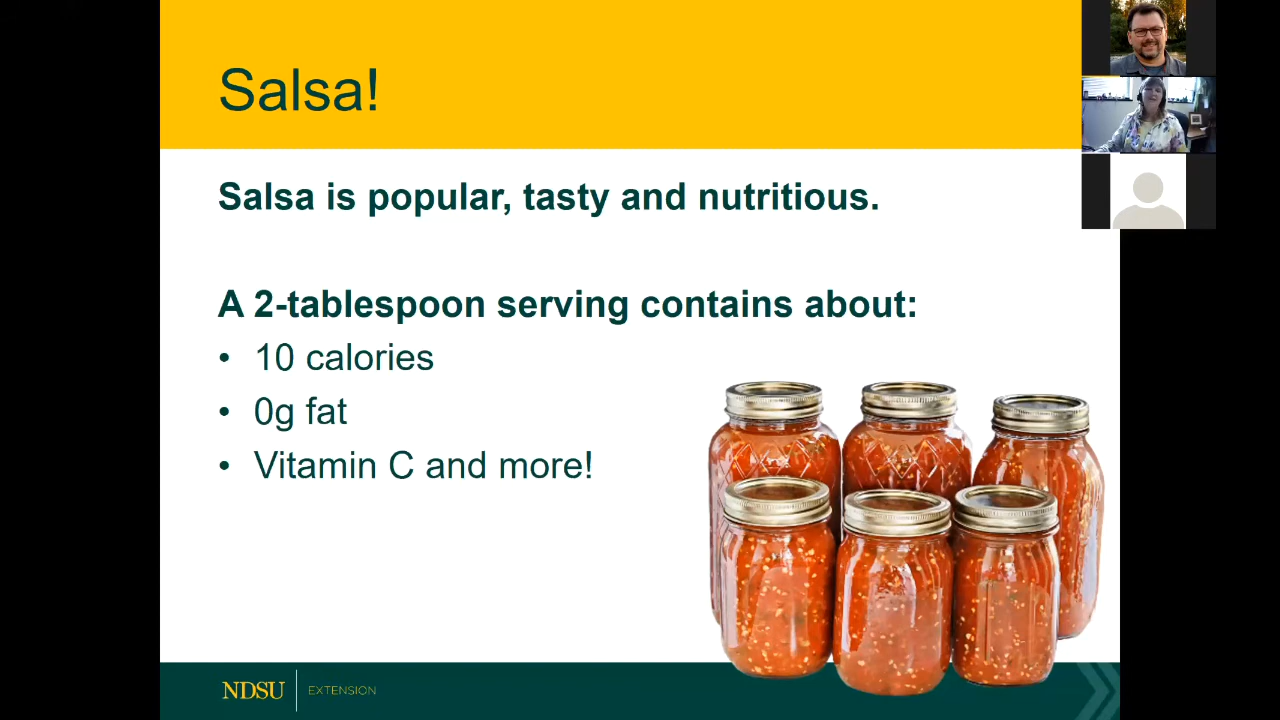 Salsa!
Salsa is popular, tasty and nutritious.
A 2-tablespoon serving contains about:
• 10 calories
• 0g fat
• Vitamin C and more!
NDSU EXTENSION